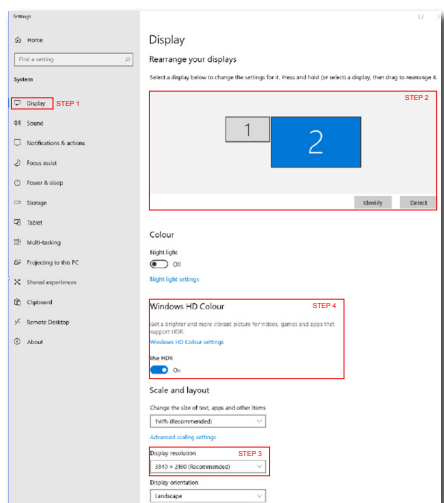 Settings
Home
Find a setting
System
Display STEP 1
Sound
Notifications & actions
Focus assist
Power & sleep
Storage
Tablet
Multi-tasking
Projecting to this PC
Shared experiences
Clipboard
Remote Desktop
About
Display
Rearrange your displays
Select a display below to change the settings for it. Press and hold (or select) a display, then drag to rearrange it.
STEP 2
1
2
Identify Detect
Colour
Night light
Off
Night light settings
Windows HD Colour STEP 4
Get a brighter and more vibrant picture for videos, games and apps that
support HDR.
Windows HD Colour settings
Use HDR
On
Scale and layout
Change the size of text, apps and other items
150% (Recommended)
Advanced scaling settings
Display resolution STEP 3
3840 × 2160 (Recommended)
Display orientation
Landscape